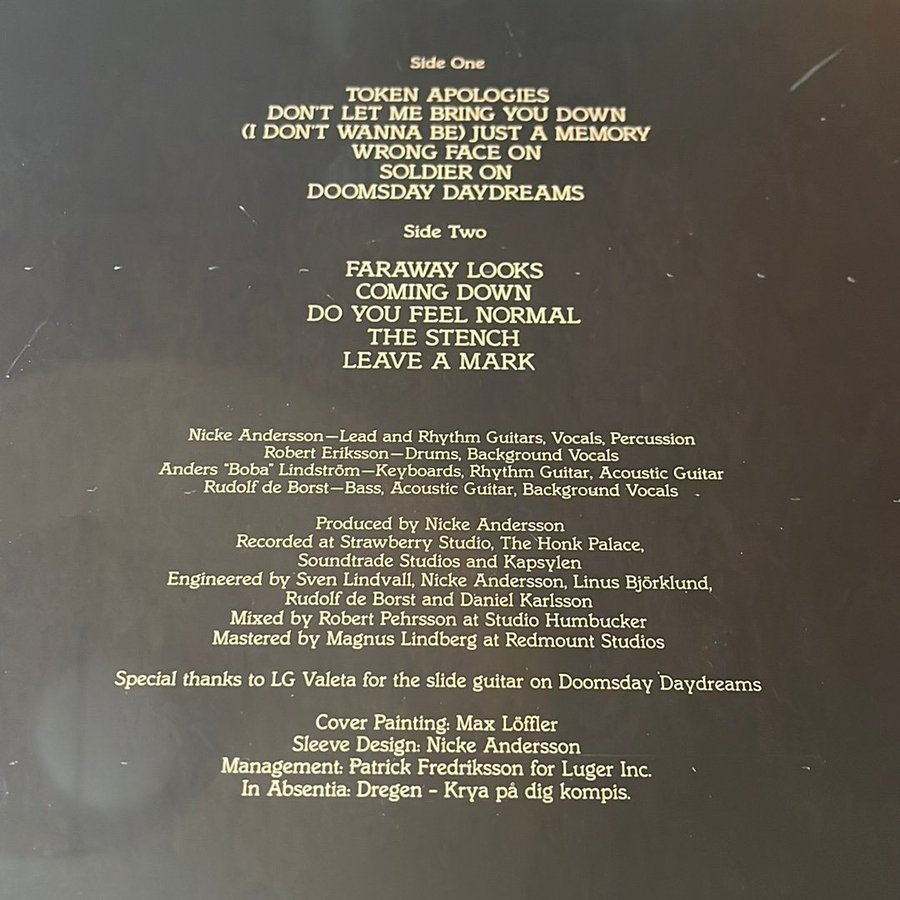 Side One
TOKEN APOLOGIES
DON'T LET ME BRING YOU DOWN
(I DON'T WANNA BE) JUST A MEMORY
WRONG FACE ON
SOLDIER ON
DOOMSDAY DAYDREAMS
Side Two
FARAWAY LOOKS
COMING DOWN
DO YOU FEEL NORMAL
THE STENCH
LEAVE A MARK
Nicke Andersson—Lead and Rhythm Guitars, Vocals, Percussion
Robert Eriksson—Drums, Background Vocals
Anders "Boba" Lindström—Keyboards, Rhythm Guitar, Acoustic Guitar
Rudolf de Borst—Bass, Acoustic Guitar, Background Vocals
Produced by Nicke Andersson
Recorded at Strawberry Studio, The Honk Palace,
Soundtrade Studios and Kapsylen
Engineered by Sven Lindvall, Nicke Andersson, Linus Björklund,
Rudolf de Borst and Daniel Karlsson
Mixed by Robert Pehrsson at Studio Humbucker
Mastered by Magnus Lindberg at Redmount Studios
Special thanks to LG Valeta for the slide guitar on Doomsday Daydreams
Cover Painting: Max Löffler
Sleeve Design: Nicke Andersson
Management: Patrick Fredriksson for Luger Inc.
In Absentia: Dregen - Krya på dig kompis.